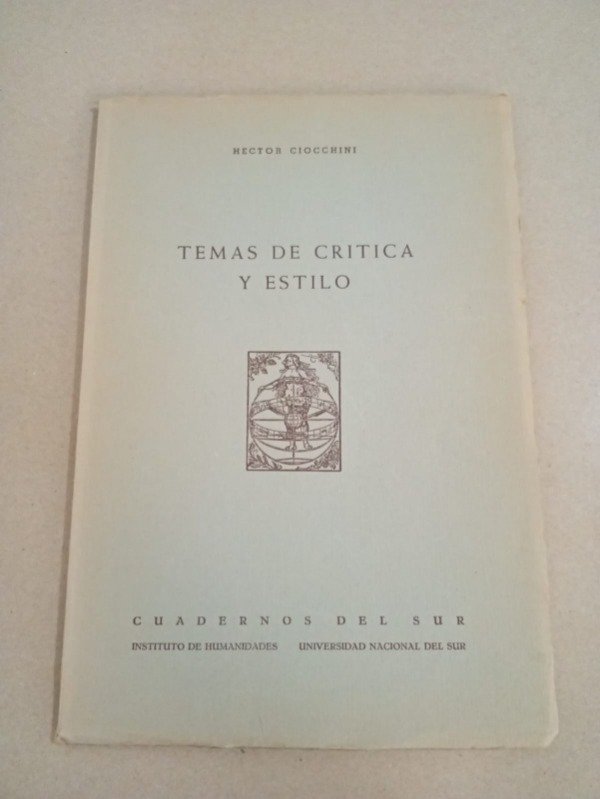 HECTOR CIOCCHINI
TEMAS DE CRITICA
Y ESTILO
CUADERNOS DEL SUR
INSTITUTO DE HUMANIDADES UNIVERSIDAD NACIONAL DEL SUR